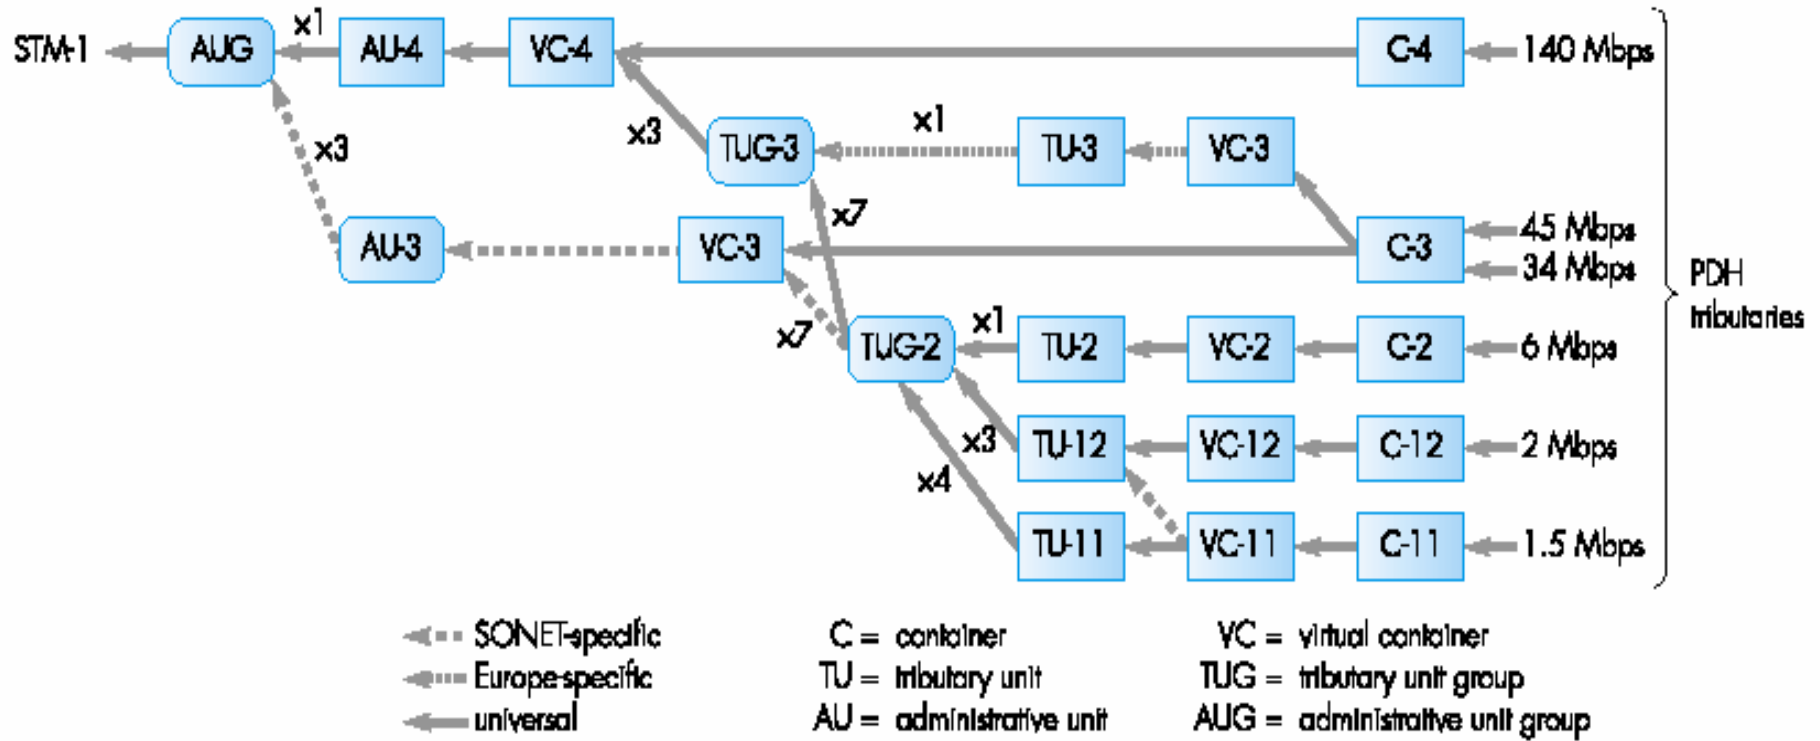 STM-1 AUG x1 AU-4 VC-4 C-4 140 Mbps
x3 TUG-3 x1 TU-3 VC-3
x3
x7
AU-3 VC-3 C-3 45 Mbps
34 Mbps
PDH
tributaries
x7 TUG-2 x1 TU-2 VC-2 C-2 6 Mbps
x3 TU-12 VC-12 C-12 2 Mbps
x4
TU-11 VC-11 C-11 1.5 Mbps
SONET-specific C = container VC = virtual container
Europe-specific TU = tributary unit TUG = tributary unit group
universal AU = administrative unit AUG = administraitve unit group